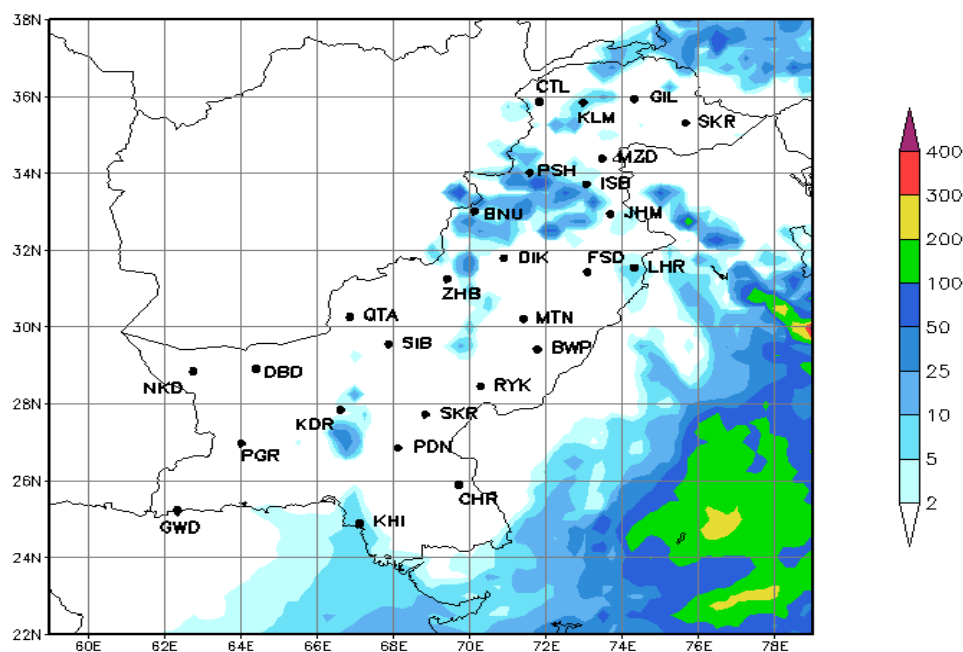 38N
36N
34N
32N
30N
28N
26N
24N
22N
60E 62E 64E 66E 68E 70E 72E 74E 76E 78E
CTL
GIL
KLM
SKR
MZD
PSH
ISB
BNU
JHM
DIK
FSD
LHR
ZHB
QTA
MTN
SIB
BWP
NKD
DBD
RYK
KDR
SKR
PDN
PGR
CHR
GWD
KHI
400
300
200
100
50
25
10
5
2